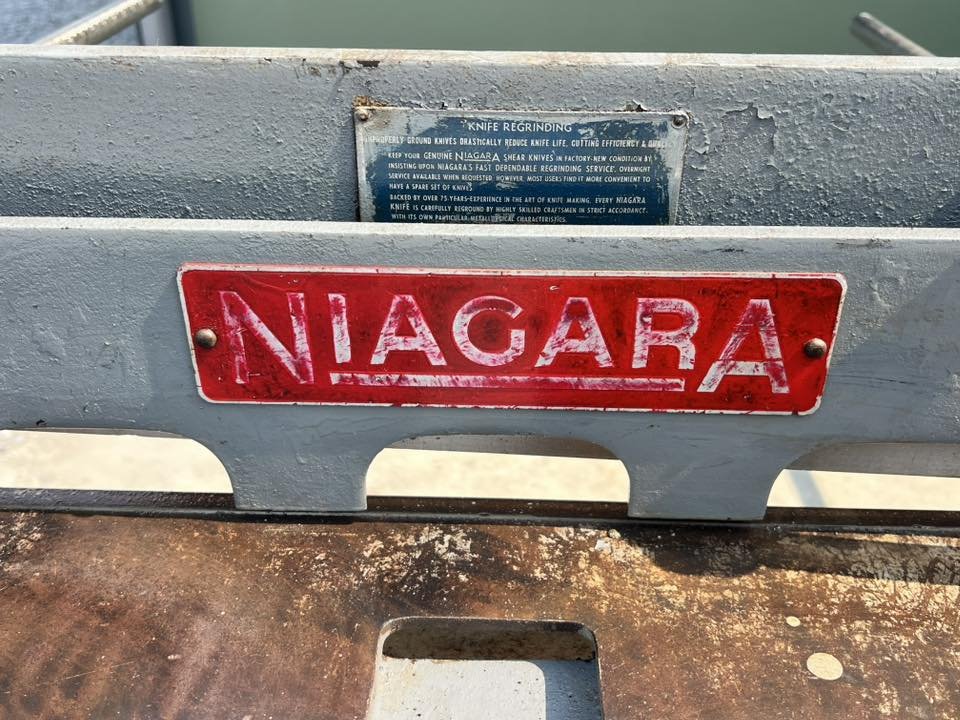 KNIFE REGRINDING
IMPROPERLY GROUND KNIVES DRASTICALLY REDUCE KNIFE LIFE, CUTTING EFFICIENCY & QUALITY
KEEP YOUR GENUINE NIAGARA SHEAR KNIVES IN FACTORY-NEW CONDITION BY
INSISTING UPON NIAGARA'S FAST DEPENDABLE REGRINDING SERVICE. OVERNIGHT
SERVICE AVAILABLE WHEN REQUESTED. HOWEVER, MOST USERS FIND IT MORE CONVENIENT TO
HAVE A SPARE SET OF KNIVES
BACKED BY OVER 75 YEARS-EXPERIENCE IN THE ART OF KNIFE MAKING, EVERY NIAGARA
KNIFE IS CAREFULLY REGROUND BY HIGHLY SKILLED CRAFTSMEN IN STRICT ACCORDANCE
WITH ITS OWN PARTICULAR METALLURGICAL CHARACTERISTICS.
NIAGARA